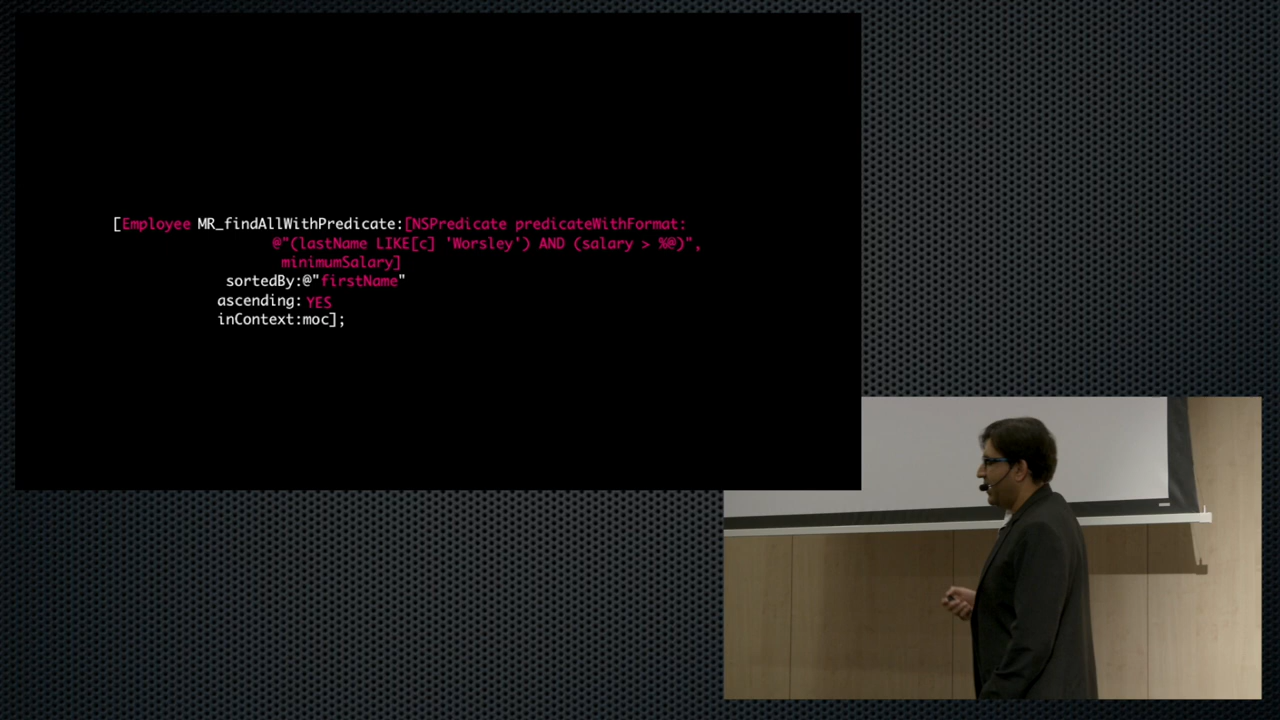 [Employee MR_findAllWithPredicate:[NSPredicate predicateWithFormat:
@"(lastName LIKE[c] 'Worsley') AND (salary > %@)",
minimumSalary]
sortedBy:@"firstName"
ascending: YES
inContext:moc];